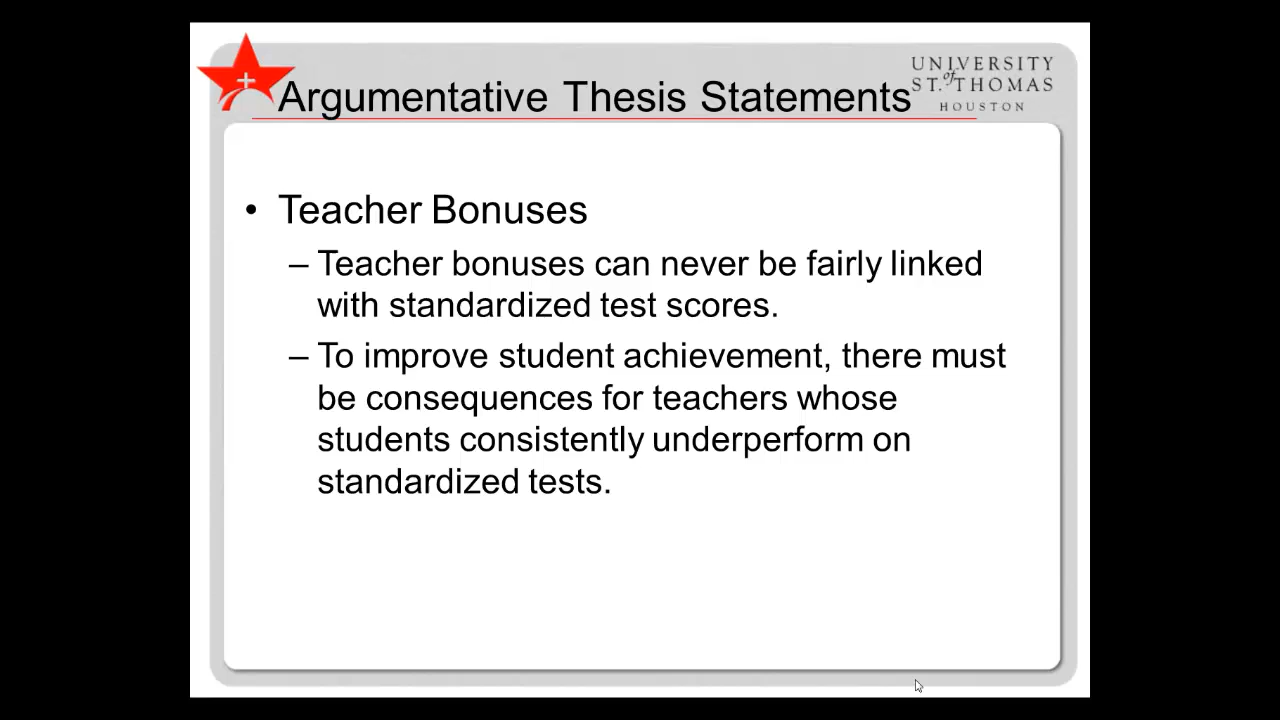 UNIVERSITY
of
ST. THOMAS
HOUSTON
Argumentative Thesis Statements
• Teacher Bonuses
– Teacher bonuses can never be fairly linked
with standardized test scores.
– To improve student achievement, there must
be consequences for teachers whose
students consistently underperform on
standardized tests.